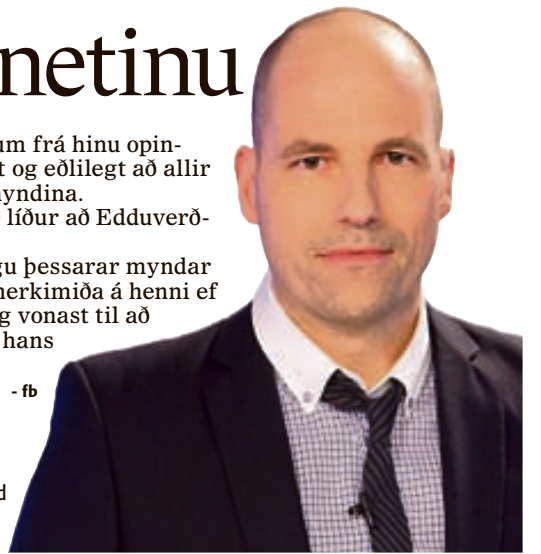 netinu
um frá hinu opin-
t og eðlilegt að allir
myndina.
líður að Edduverð-
gu þessarar myndar
merkimiða á henni ef
g vonast til að
hans
- fb
d